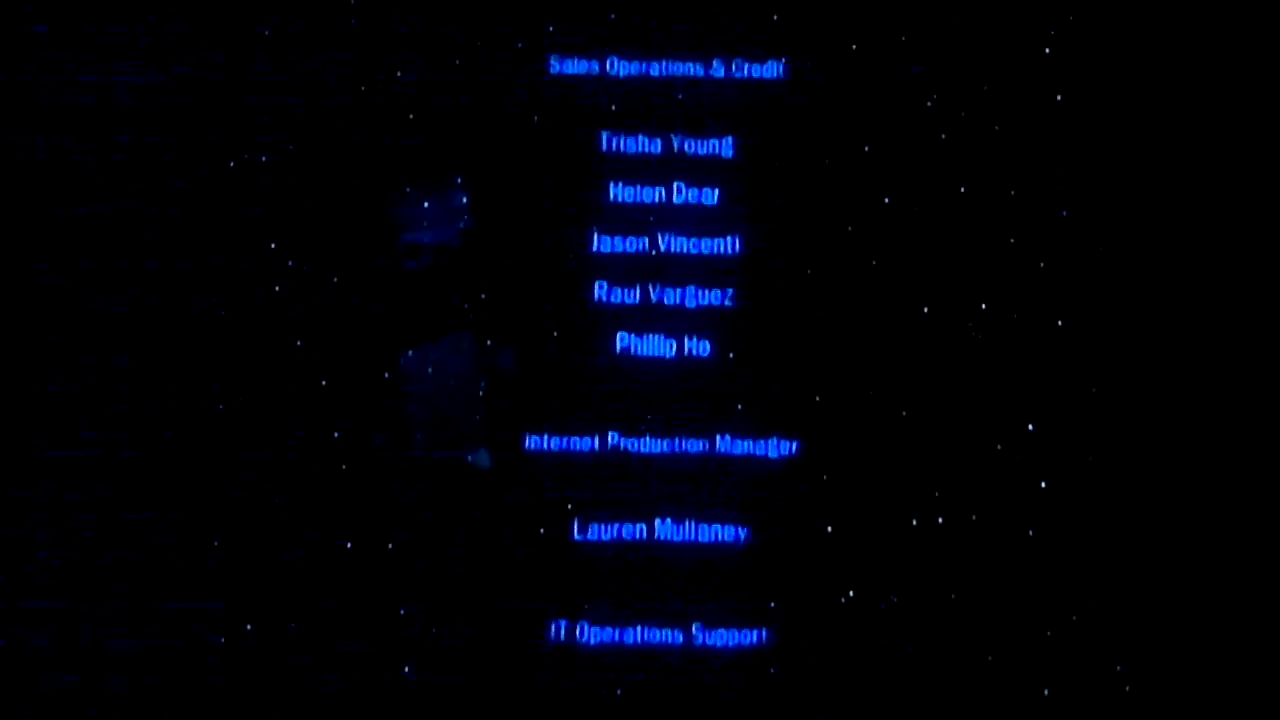 Sales Operations & Credit
Trisha Young
Helen Dear
Jason Vincenti
Raul Varguez
Phillip Ho
Internet Production Manager
Lauren Mullaney
IT Operations Support